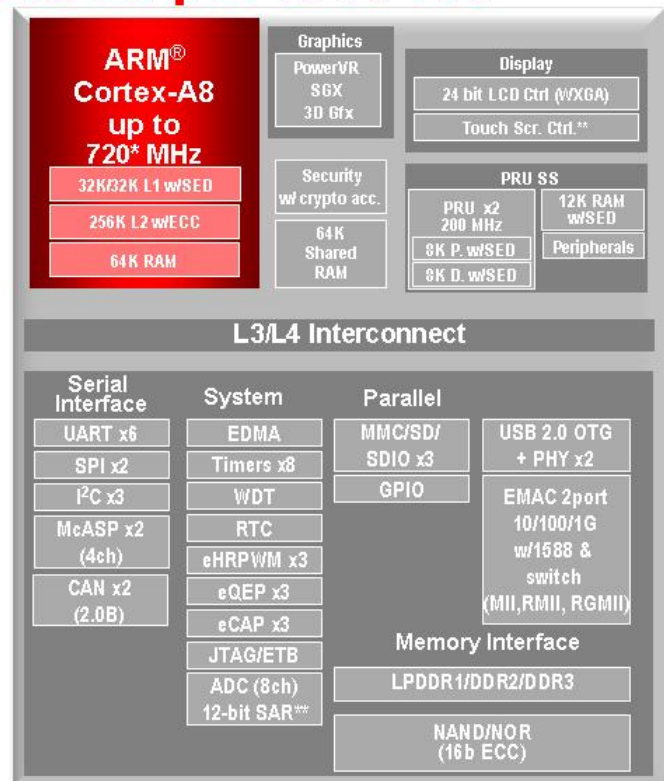 ARM®
Cortex-A8
up to
720* MHz
32K/32K L1 w/SED
256K L2 w/ECC
64K RAM
Graphics
PowerVR
SGX
3D Gfx
Security
w/ crypto acc.
64K
Shared
RAM
Display
24 bit LCD Ctrl (WXGA)
Touch Scr. Ctrl.**
PRU SS
PRU x2
200 MHz
8K P. w/SED
8K D. w/SED
12K RAM
w/SED
Peripherals
L3/L4 Interconnect
Serial
Interface
UART x6
SPI x2
I²C x3
McASP x2
(4ch)
CAN x2
(2.0B)
System
EDMA
Timers x8
WDT
RTC
eHRPWM x3
eQEP x3
eCAP x3
JTAG/ETB
ADC (8ch)
12-bit SAR**
Parallel
MMC/SD/
SDIO x3
GPIO
USB 2.0 OTG
+ PHY x2
EMAC 2port
10/100/1G
w/1588 &
switch
(MII,RMII, RGMII)
Memory Interface
LPDDR1/DDR2/DDR3
NAND/NOR
(16b ECC)